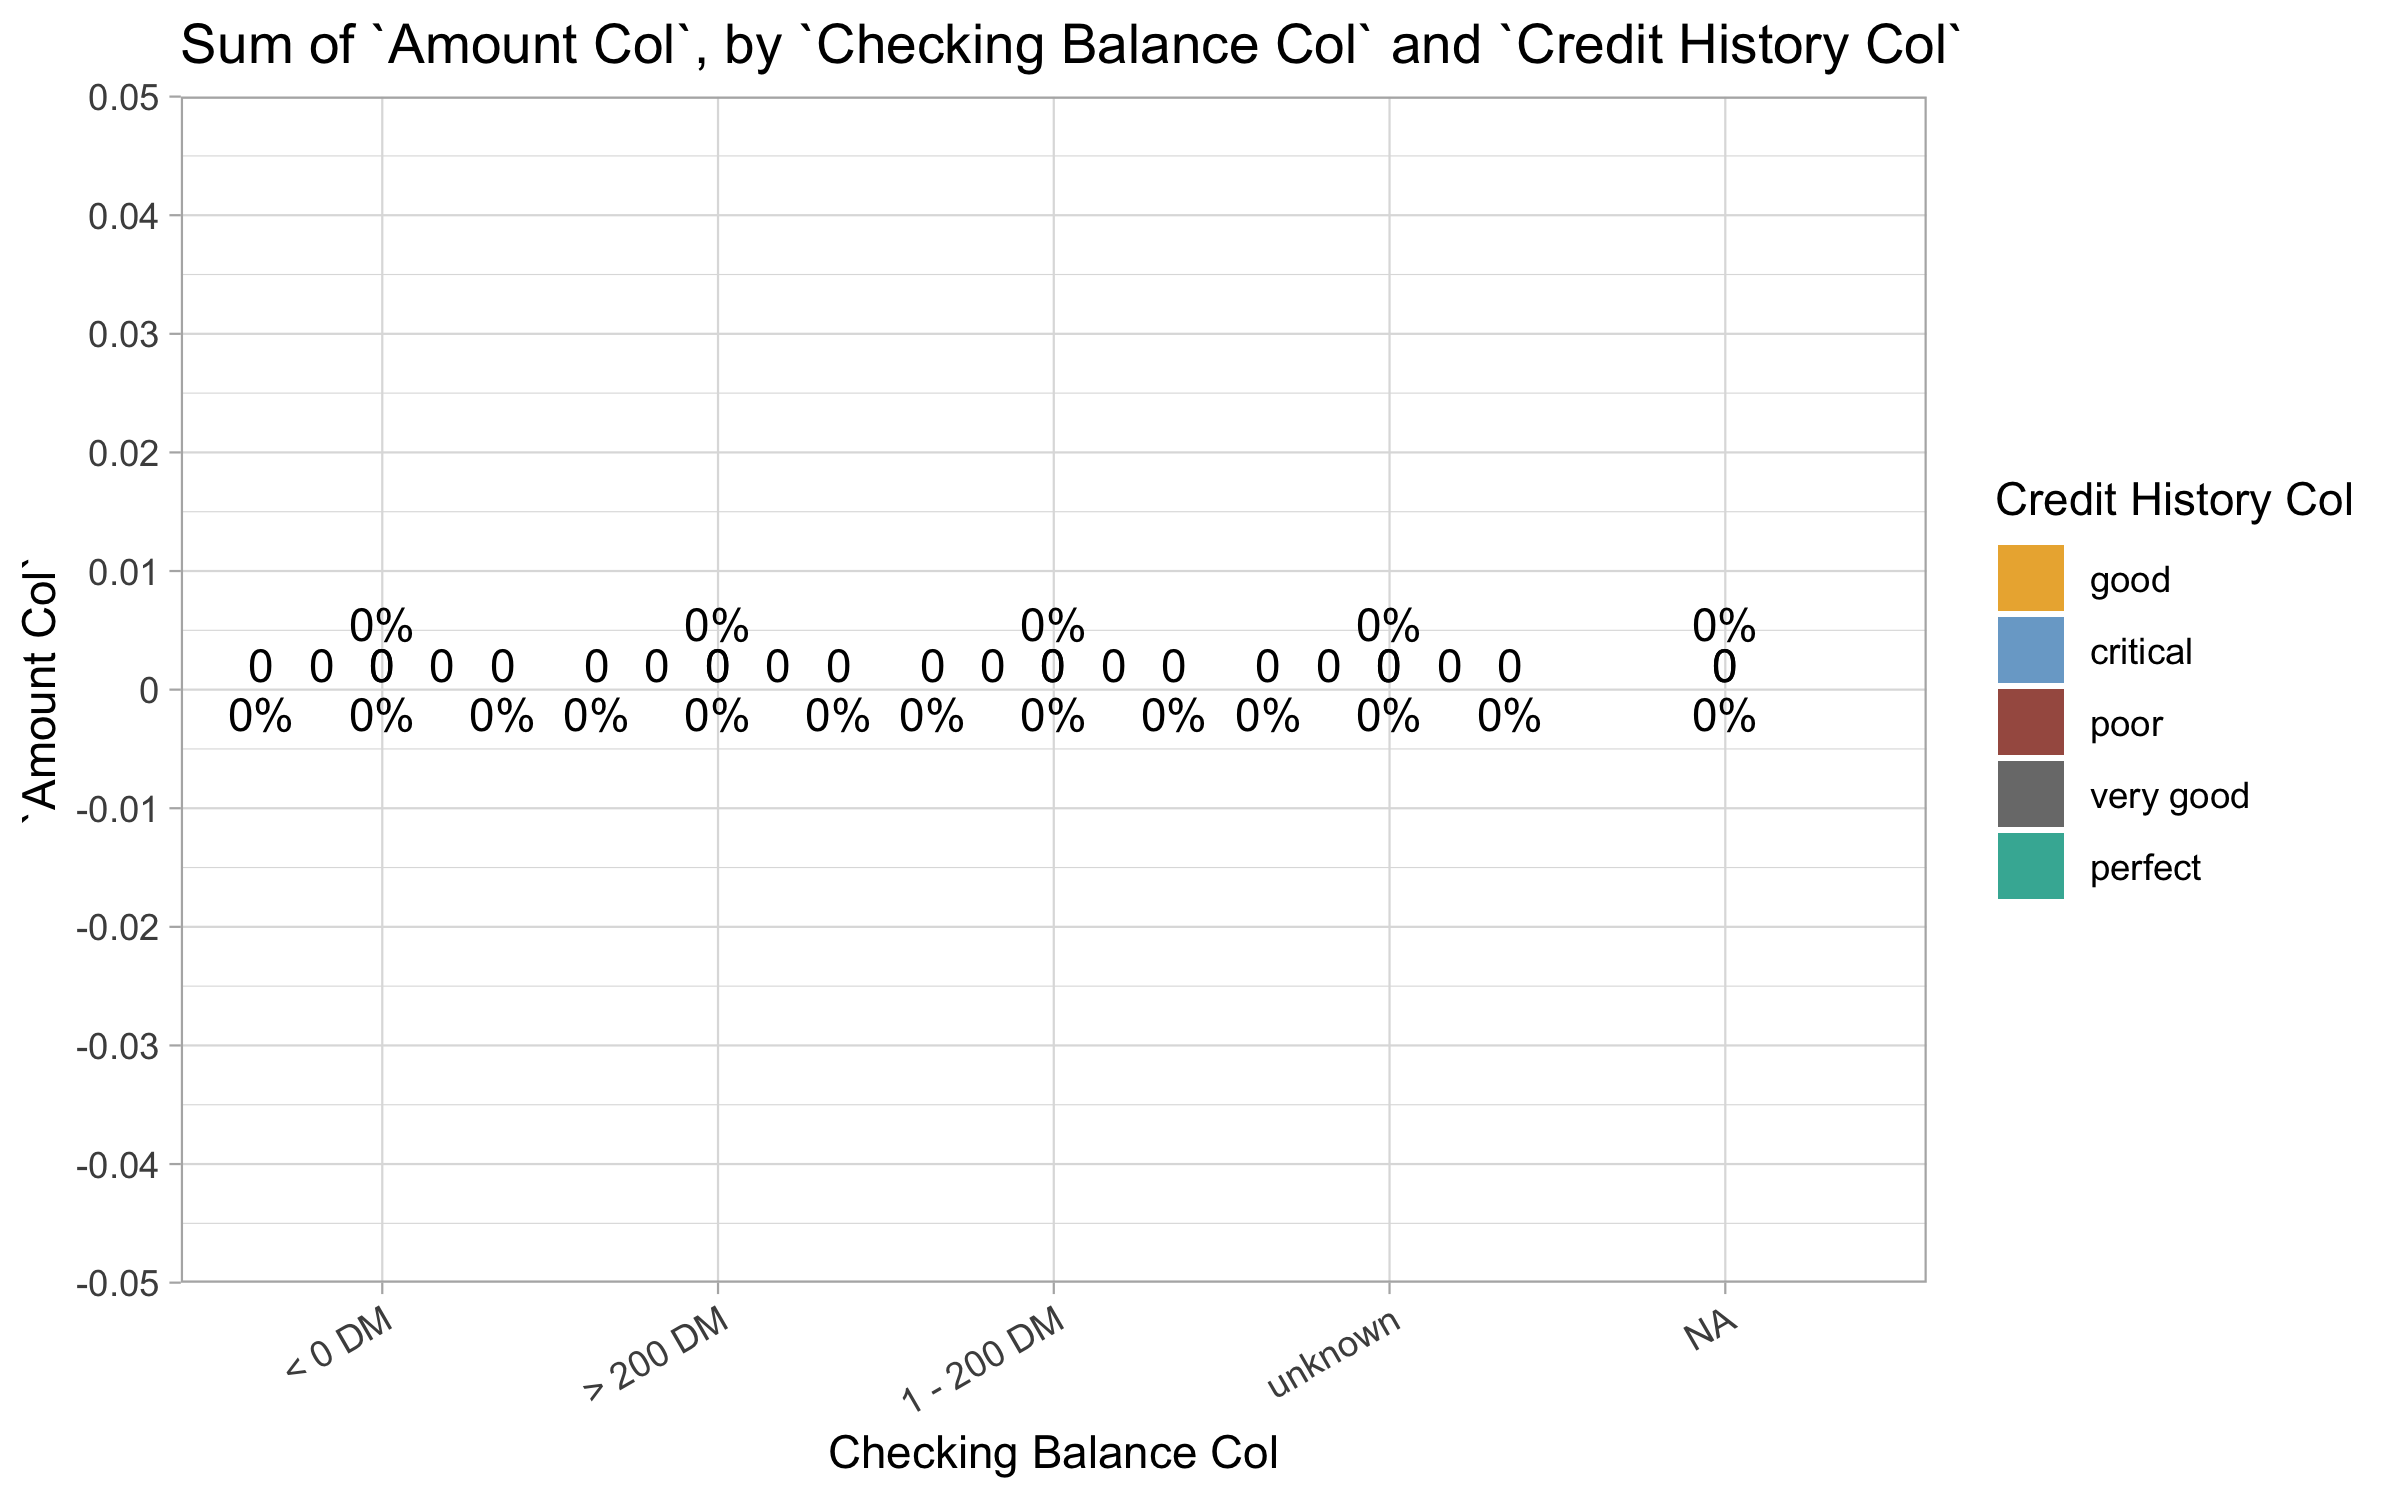 Sum of `Amount Col`, by `Checking Balance Col` and `Credit History Col`
0.05
0.04
0.03
0.02
0.01
0
-0.01
-0.02
-0.03
-0.04
-0.05
`Amount Col`
0% 0% 0% 0% 0%
0 0 0 0 0 0 0 0 0 0 0 0 0 0 0 0 0 0 0 0 0
0% 0% 0% 0% 0% 0% 0% 0% 0% 0% 0% 0% 0%
< 0 DM
> 200 DM
1 - 200 DM
unknown
NA
Checking Balance Col
Credit History Col
good
critical
poor
very good
perfect